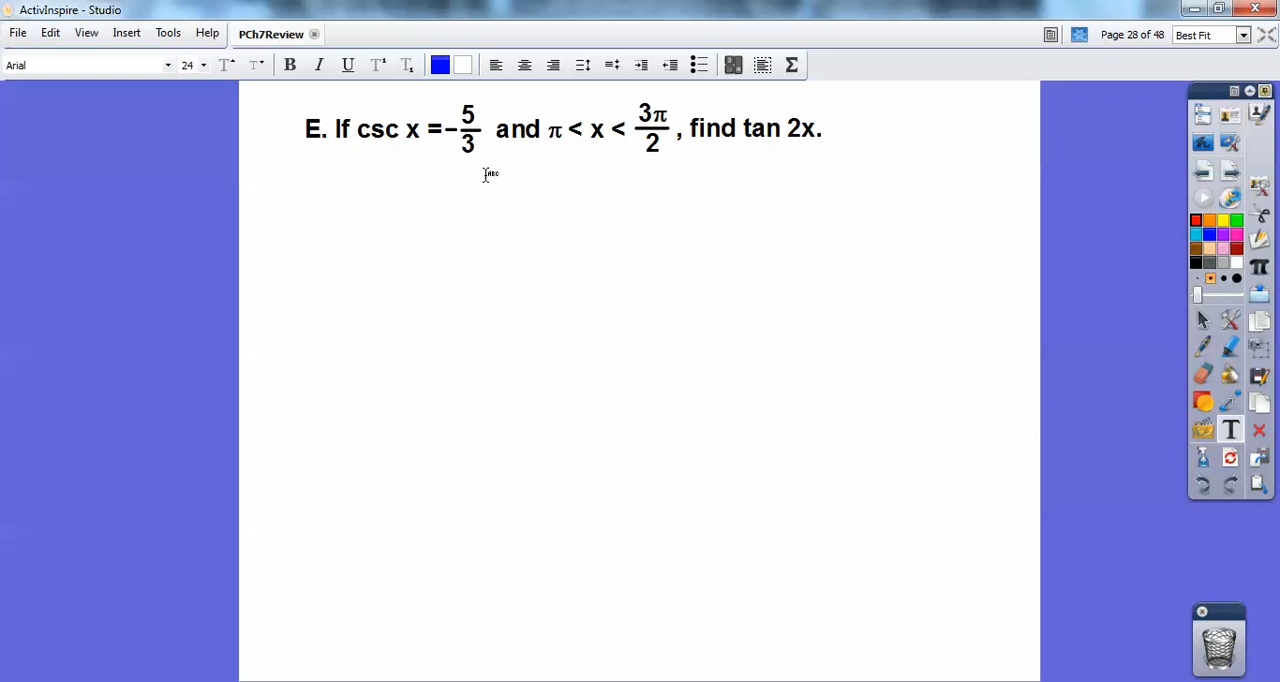 ActivInspire - Studio
File Edit View Insert Tools Help PCh7Review Page 28 of 48 Best Fit
Arial 24 T T B I U T T Σ
E. If csc x =-5/3 and π < x < 3π/2 , find tan 2x.
ABC
π
T